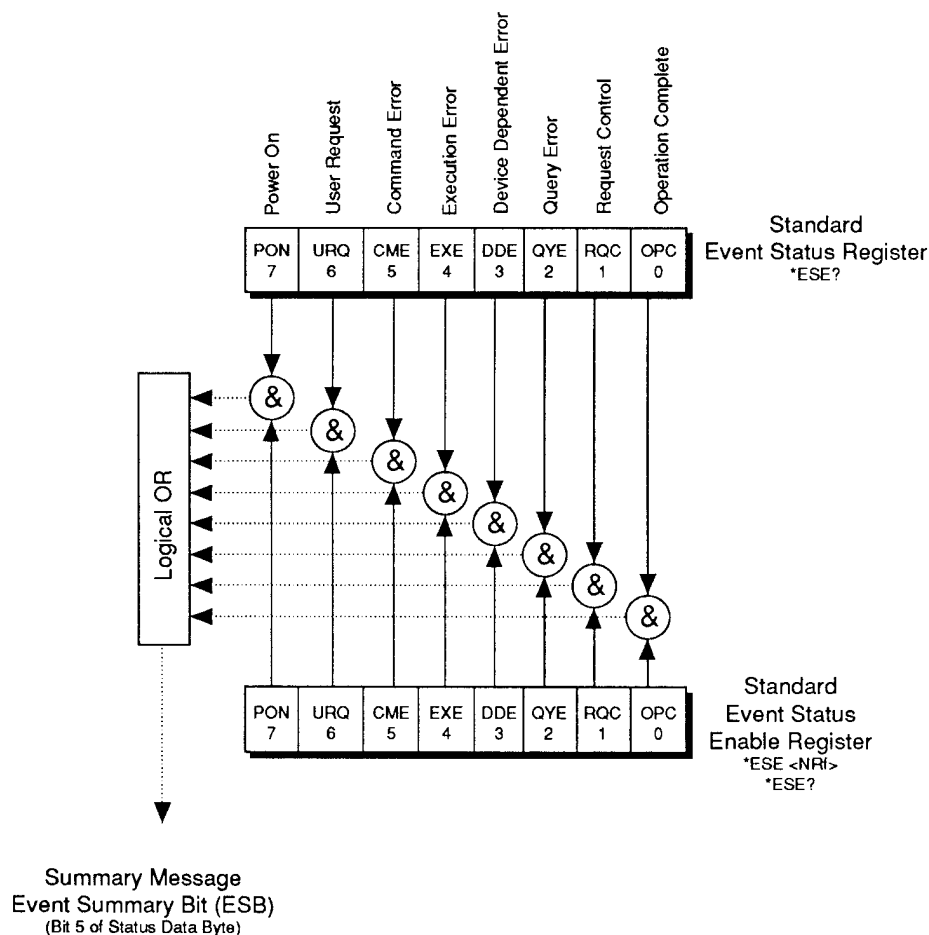 Power On
User Request
Command Error
Execution Error
Device Dependent Error
Query Error
Request Control
Operation Complete
PON URQ CME EXE DDE QYE RQC OPC
7 6 5 4 3 2 1 0
Standard
Event Status Register
*ESE?
&
&
&
&
&
&
&
&
Logical OR
PON URQ CME EXE DDE QYE RQC OPC
7 6 5 4 3 2 1 0
Standard
Event Status
Enable Register
*ESE <NRf>
*ESE?
Summary Message
Event Summary Bit (ESB)
(Bit 5 of Status Data Byte)